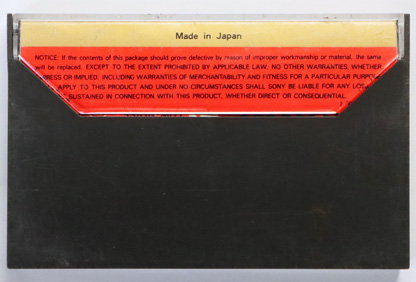 Made in Japan
NOTICE: If the contents of this package should prove defective by reason of improper workmanship or material, the same
will be replaced. EXCEPT TO THE EXTENT PROHIBITED BY APPLICABLE LAW, NO OTHER WARRANTIES, WHETHER
RESS OR IMPLIED, INCLUDING WARRANTIES OF MERCHANTABILITY AND FITNESS FOR A PARTICULAR PURPO
APPLY TO THIS PRODUCT AND UNDER NO CIRCUMSTANCES SHALL SONY BE LIABLE FOR ANY LOS
SUSTAINED IN CONNECTION WITH THIS PRODUCT, WHETHER DIRECT OR CONSEQUENTIAL.